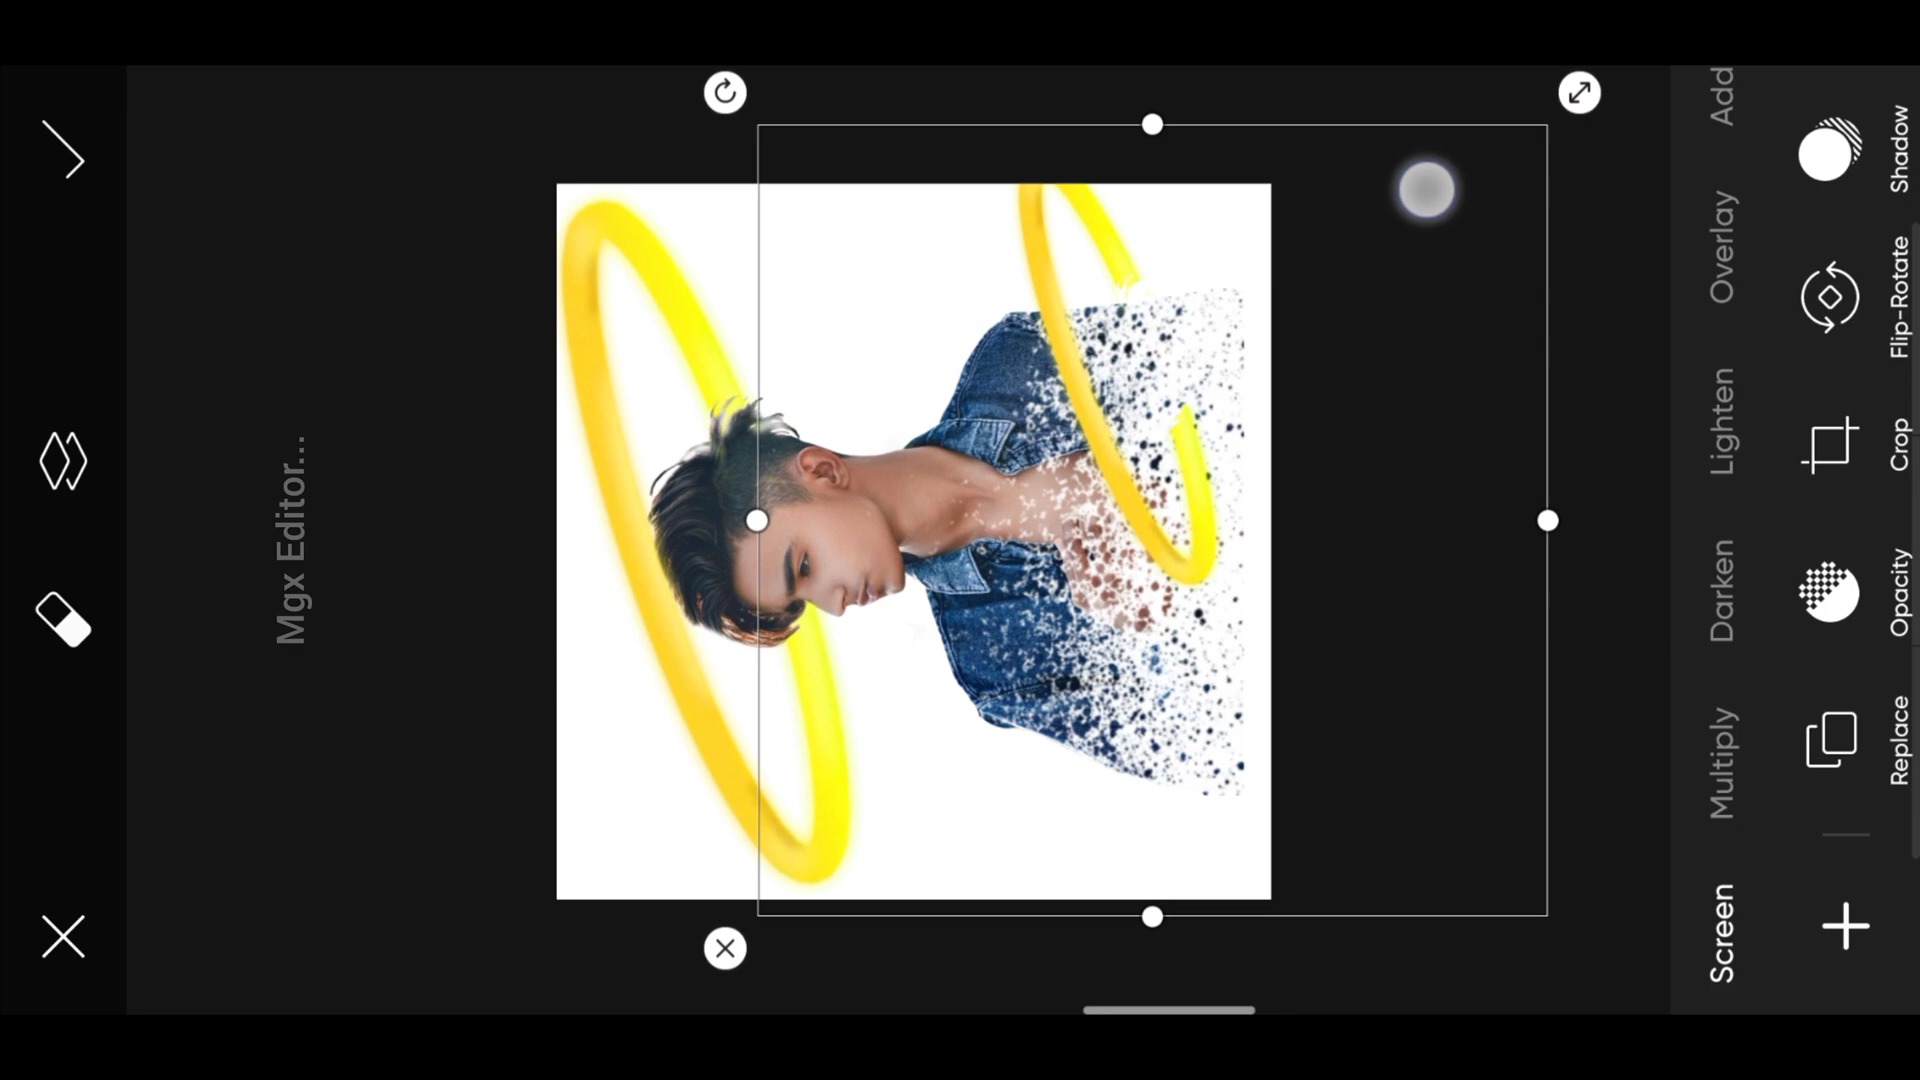 Mgx Editor...
Screen
Multiply
Darken
Lighten
Overlay
Add
Replace
Opacity
Crop
Flip-Rotate
Shadow